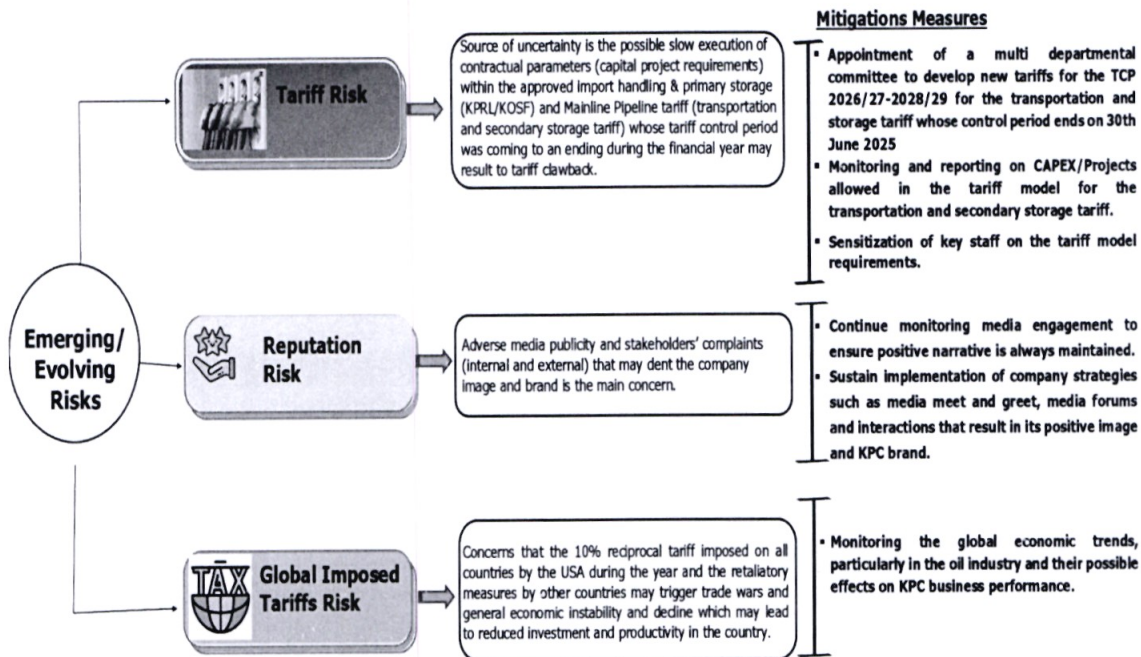 Mitigations Measures
Emerging/
Evolving
Risks
Tariff Risk
Source of uncertainty is the possible slow execution of
contractual parameters (capital project requirements)
within the approved import handling & primary storage
(KPRL/KOSF) and Mainline Pipeline tariff (transportation
and secondary storage tariff) whose tariff control period
was coming to an ending during the financial year may
result to tariff clawback.
▪ Appointment of a multi departmental
committee to develop new tariffs for the TCP
2026/27-2028/29 for the transportation and
storage tariff whose control period ends on 30th
June 2025
▪ Monitoring and reporting on CAPEX/Projects
allowed in the tariff model for the
transportation and secondary storage tariff.
▪ Sensitization of key staff on the tariff model
requirements.
Reputation
Risk
Adverse media publicity and stakeholders' complaints
(internal and external) that may dent the company
image and brand is the main concern.
▪ Continue monitoring media engagement to
ensure positive narrative is always maintained.
▪ Sustain implementation of company strategies
such as media meet and greet, media forums
and interactions that result in its positive image
and KPC brand.
TAX
Global Imposed
Tariffs Risk
Concerns that the 10% reciprocal tariff imposed on all
countries by the USA during the year and the retaliatory
measures by other countries may trigger trade wars and
general economic instability and decline which may lead
to reduced investment and productivity in the country.
▪ Monitoring the global economic trends,
particularly in the oil industry and their possible
effects on KPC business performance.